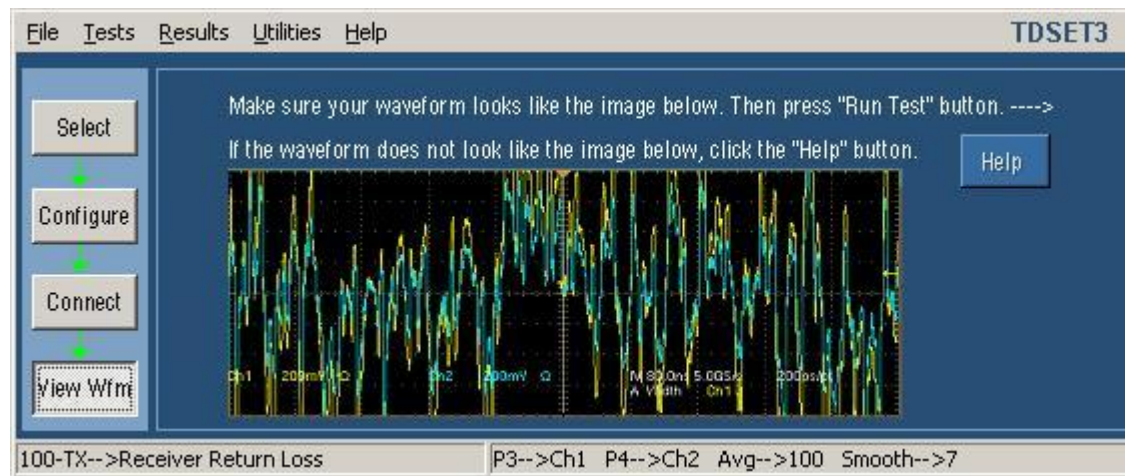 File Tests Results Utilities Help TDSET3
Select
Configure
Connect
View Wfm
Make sure your waveform looks like the image below. Then press "Run Test" button. ---->
If the waveform does not look like the image below, click the "Help" button.
Help
Ch1 200mV Ω Ch2 200mV Ω M 80.0ns 5.0GS/s 200ps/pt
A Width Ch1
100-TX-->Receiver Return Loss P3-->Ch1 P4-->Ch2 Avg-->100 Smooth-->7